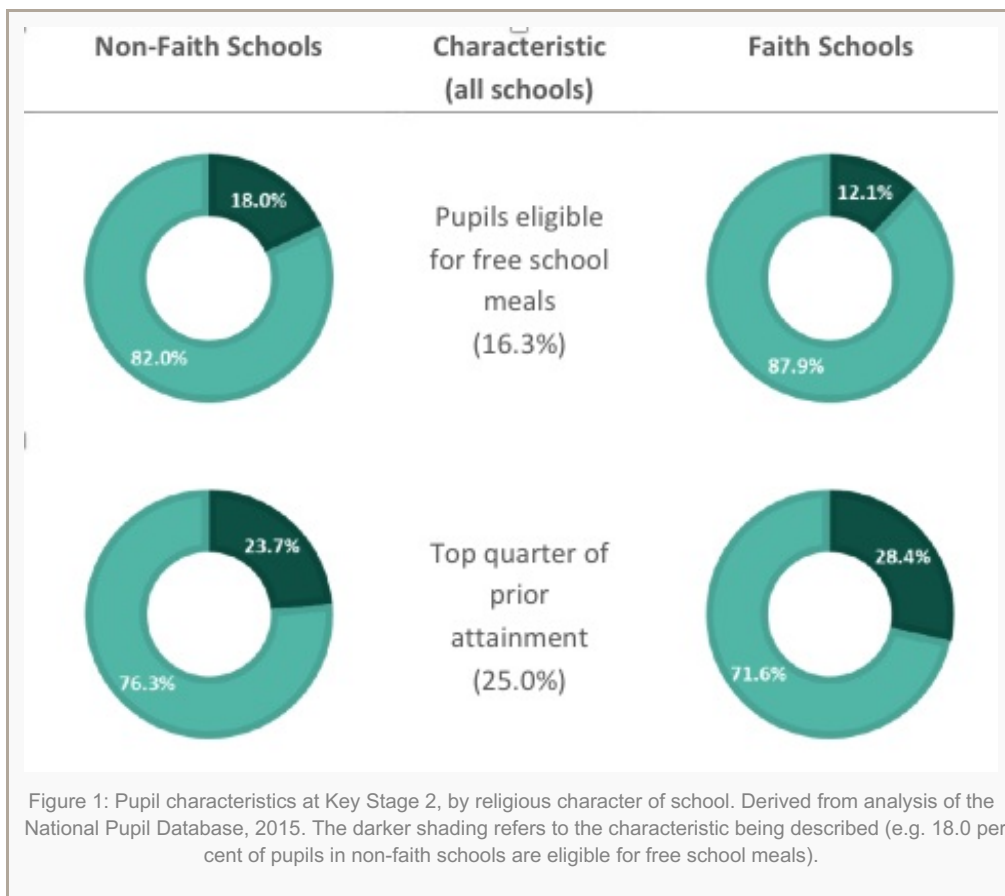 Non-Faith Schools
Characteristic
(all schools)
Faith Schools
18.0%
82.0%
Pupils eligible
for free school
meals
(16.3%)
12.1%
87.9%
23.7%
76.3%
Top quarter of
prior
attainment
(25.0%)
28.4%
71.6%
Figure 1: Pupil characteristics at Key Stage 2, by religious character of school. Derived from analysis of the
National Pupil Database, 2015. The darker shading refers to the characteristic being described (e.g. 18.0 per
cent of pupils in non-faith schools are eligible for free school meals).